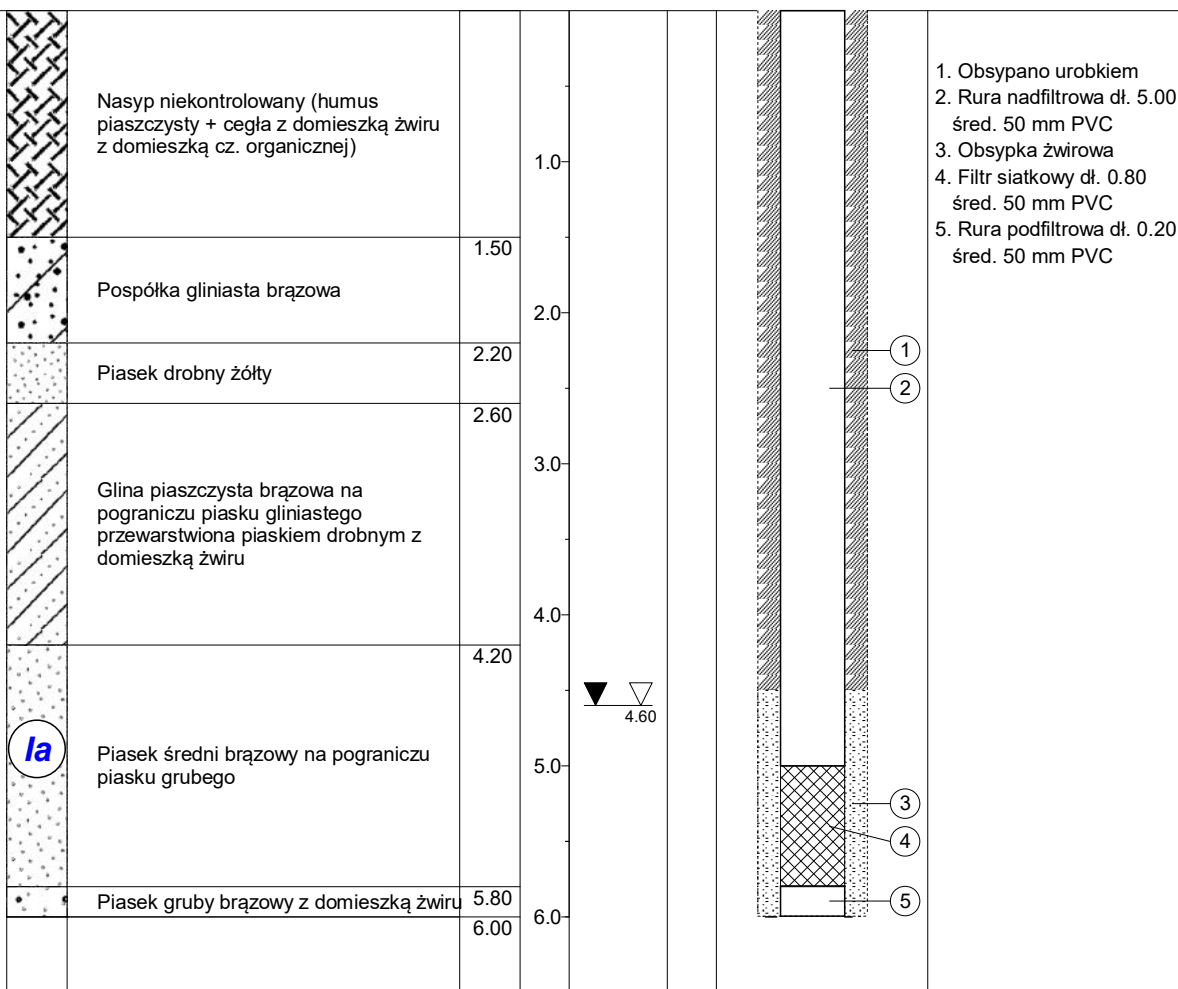 Nasyp niekontrolowany (humus
piaszczysty + cegła z domieszką żwiru
z domieszką cz. organicznej)
1.50
Pospółka gliniasta brązowa
2.20
Piasek drobny żółty
2.60
Glina piaszczysta brązowa na
pograniczu piasku gliniastego
przewarstwiona piaskiem drobnym z
domieszką żwiru
4.20
Ia
Piasek średni brązowy na pograniczu
piasku grubego
Piasek gruby brązowy z domieszką żwiru
5.80
6.00
1.0
2.0
3.0
4.0
5.0
6.0
4.60
1
2
3
4
5
1. Obsypano urobkiem
2. Rura nadfiltrowa dł. 5.00
śred. 50 mm PVC
3. Obsypka żwirowa
4. Filtr siatkowy dł. 0.80
śred. 50 mm PVC
5. Rura podfiltrowa dł. 0.20
śred. 50 mm PVC